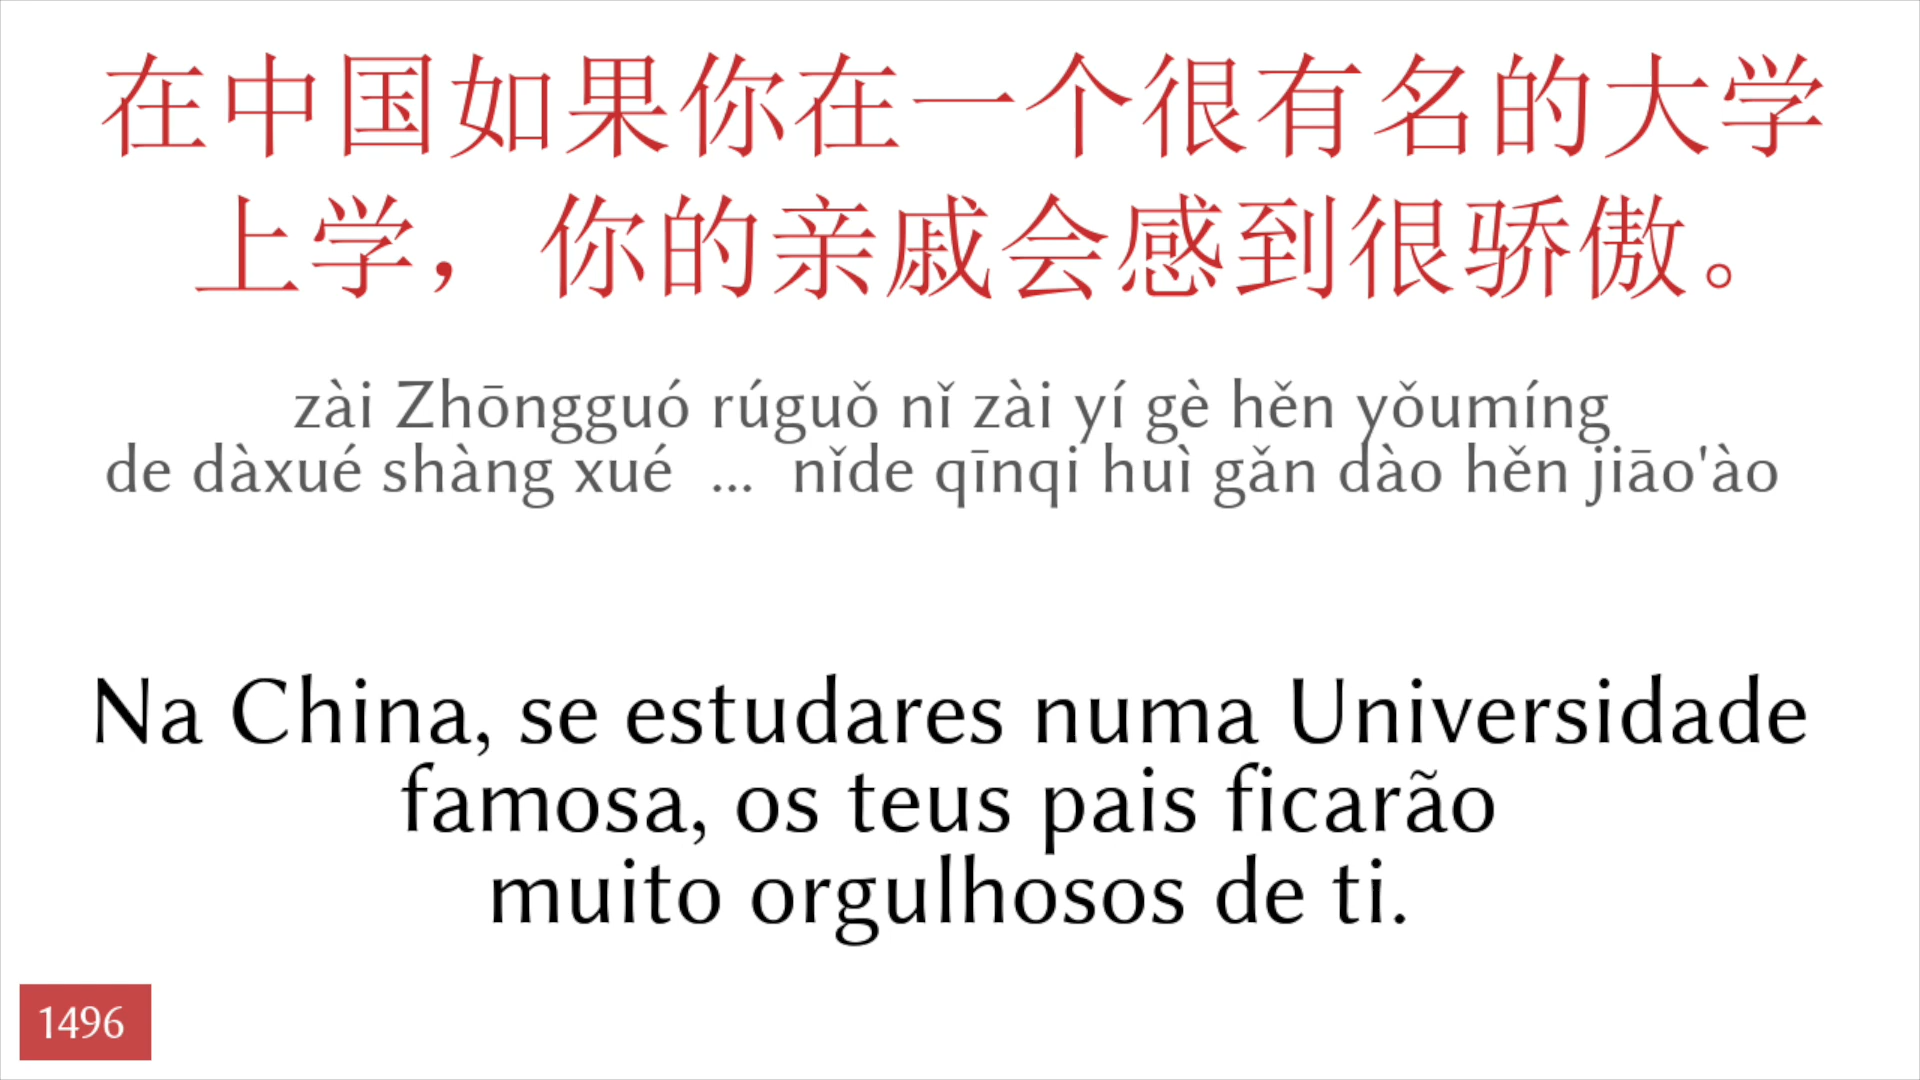 在中国如果你在一个很有名的大学
上学，你的亲戚会感到很骄傲。
zài Zhōngguó rúguǒ nǐ zài yí gè hěn yǒumíng
de dàxué shàng xué ... nǐde qīnqi huì gǎn dào hěn jiāo'ào
Na China, se estudares numa Universidade
famosa, os teus pais ficarão
muito orgulhosos de ti.
1496